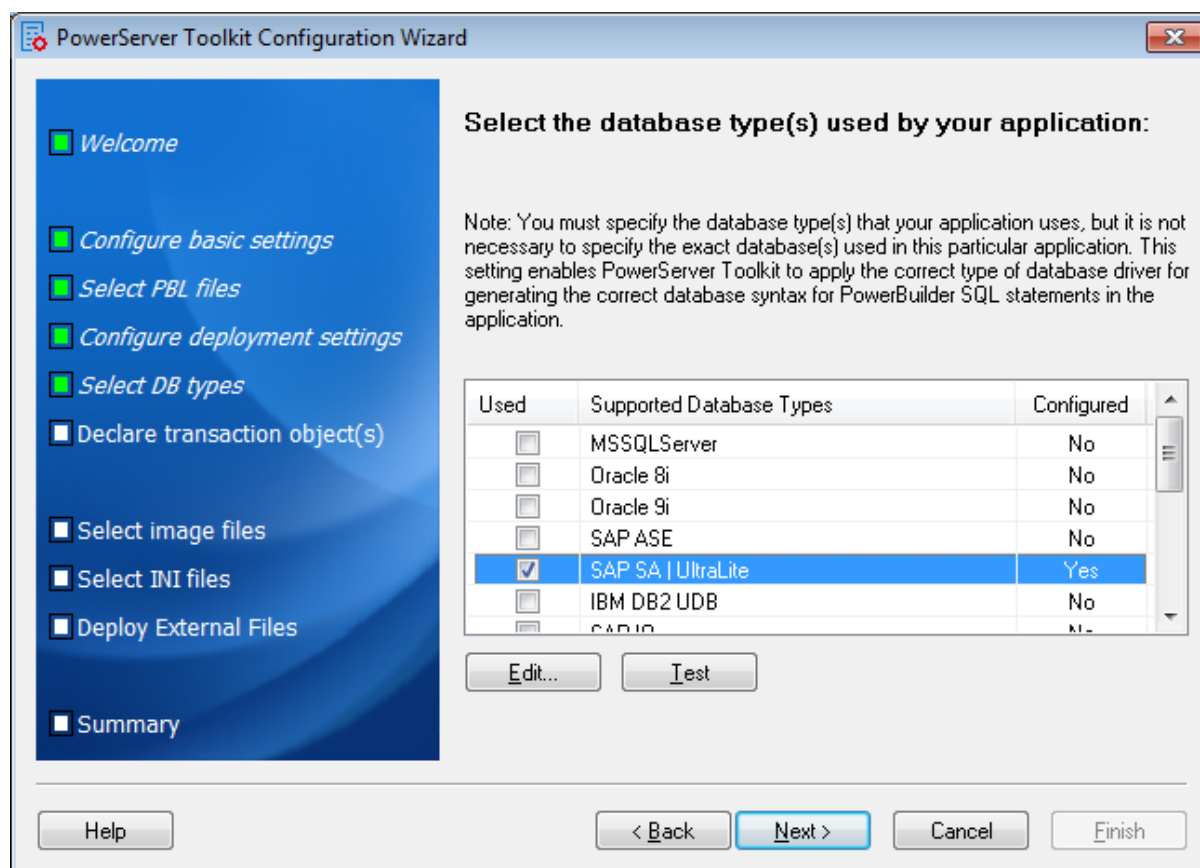 PowerServer Toolkit Configuration Wizard
Welcome
Configure basic settings
Select PBL files
Configure deployment settings
Select DB types
Declare transaction object(s)
Select image files
Select INI files
Deploy External Files
Summary
Select the database type(s) used by your application:
Note: You must specify the database type(s) that your application uses, but it is not
necessary to specify the exact database(s) used in this particular application. This
setting enables PowerServer Toolkit to apply the correct type of database driver for
generating the correct database syntax for PowerBuilder SQL statements in the
application.
Used Supported Database Types Configured
MSSQLServer No
Oracle 8i No
Oracle 9i No
SAP ASE No
SAP SA | UltraLite Yes
IBM DB2 UDB No
Edit... Test
Help < Back Next > Cancel Finish